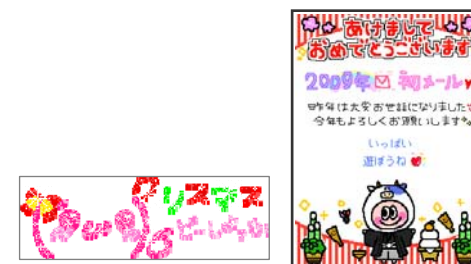 クリスマス
あけまして
おめでとうございます
2009年 初メール
昨年は大変お世話になりました
今年もよろしくお願いします
いっぱい
遊ぼうね